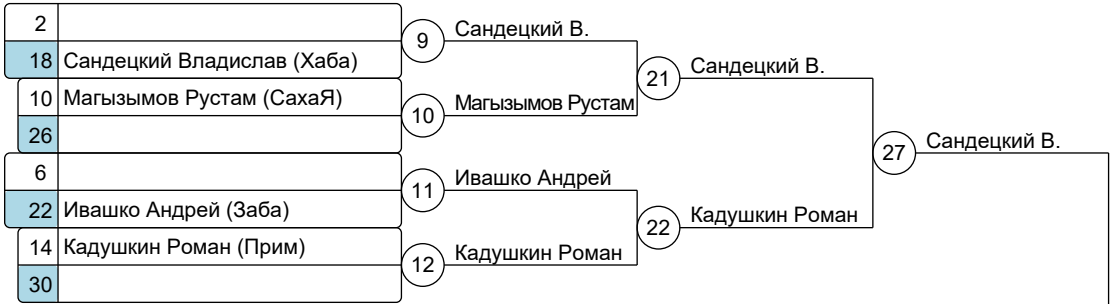 2
18 Сандецкий Владислав (Хаба)
10 Магызымов Рустам (СахаЯ)
26
6
22 Ивашко Андрей (Заба)
14 Кадушкин Роман (Прим)
30
9 Сандецкий В.
10 Магызымов Рустам
11 Ивашко Андрей
12 Кадушкин Роман
21 Сандецкий В.
22 Кадушкин Роман
27 Сандецкий В.